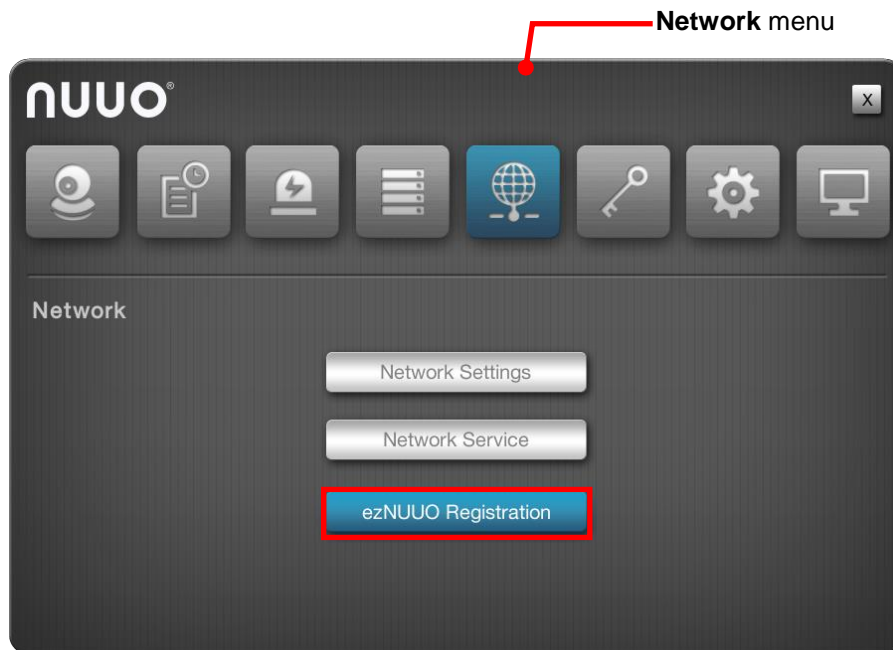 Network menu
nuuo®
X
Network
Network Settings
Network Service
ezNUUO Registration